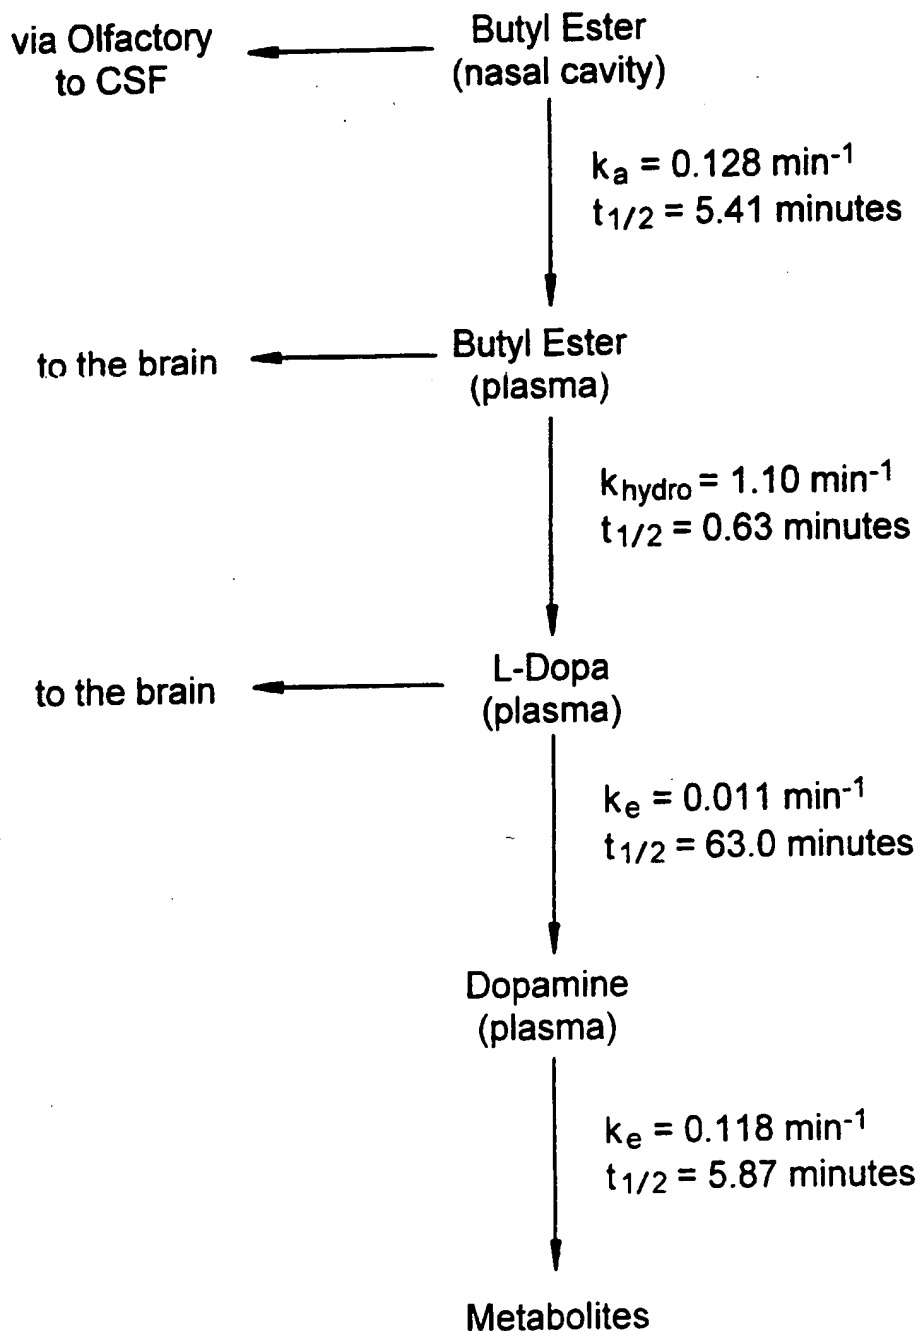 via Olfactory
to CSF
Butyl Ester
(nasal cavity)
kₐ = 0.128 min⁻¹
t₁/₂ = 5.41 minutes
to the brain
Butyl Ester
(plasma)
k_hydro = 1.10 min⁻¹
t₁/₂ = 0.63 minutes
to the brain
L-Dopa
(plasma)
kₑ = 0.011 min⁻¹
t₁/₂ = 63.0 minutes
Dopamine
(plasma)
kₑ = 0.118 min⁻¹
t₁/₂ = 5.87 minutes
Metabolites